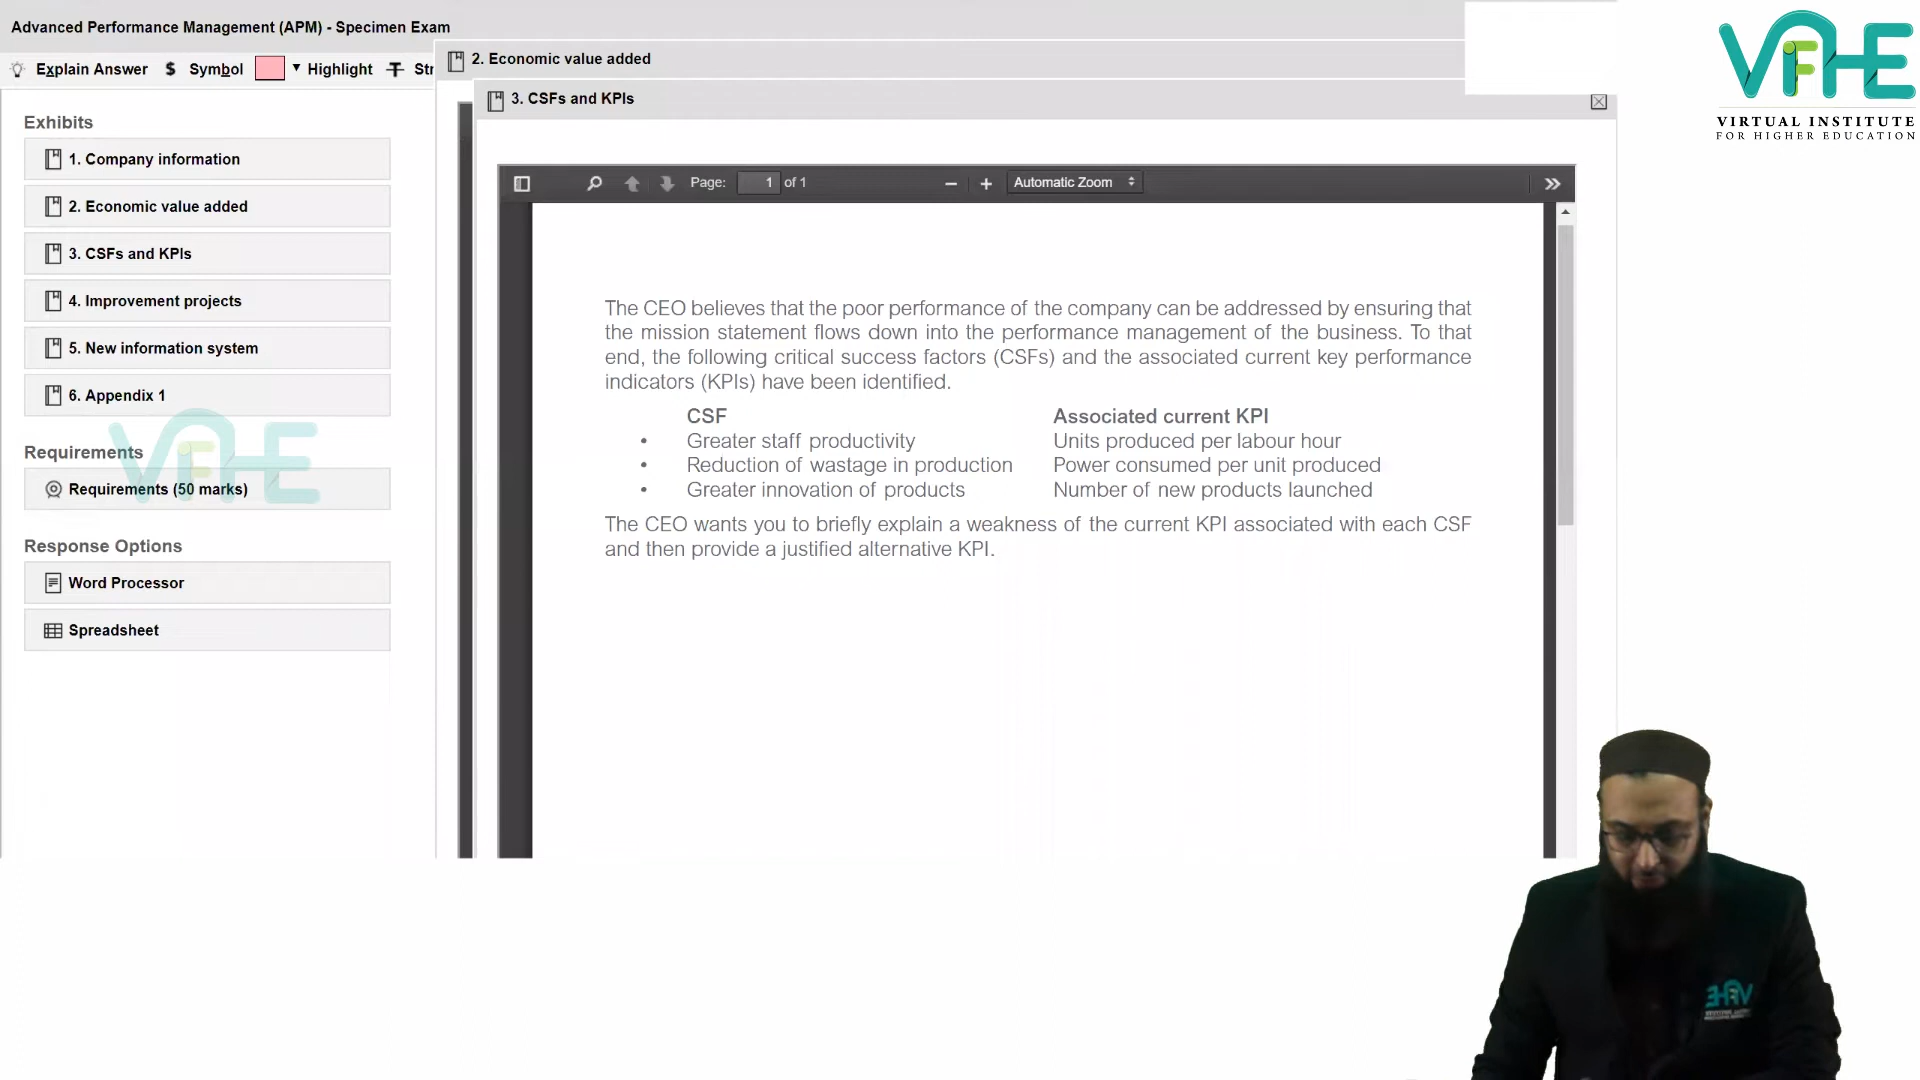 Advanced Performance Management (APM) - Specimen Exam
Explain Answer $ Symbol Highlight Str
2. Economic value added
3. CSFs and KPIs
VIFHE
VIRTUAL INSTITUTE
FOR HIGHER EDUCATION
Exhibits
1. Company information
2. Economic value added
3. CSFs and KPIs
4. Improvement projects
5. New information system
6. Appendix 1
Requirements
Requirements (50 marks)
Response Options
Word Processor
Spreadsheet
Page: 1 of 1
Automatic Zoom
The CEO believes that the poor performance of the company can be addressed by ensuring that
the mission statement flows down into the performance management of the business. To that
end, the following critical success factors (CSFs) and the associated current key performance
indicators (KPIs) have been identified.
CSF Associated current KPI
• Greater staff productivity Units produced per labour hour
• Reduction of wastage in production Power consumed per unit produced
• Greater innovation of products Number of new products launched
The CEO wants you to briefly explain a weakness of the current KPI associated with each CSF
and then provide a justified alternative KPI.